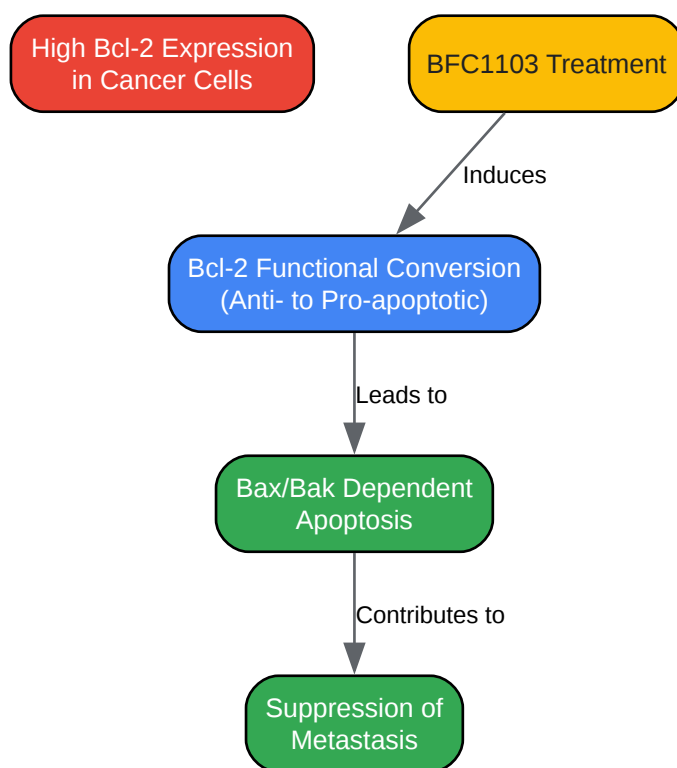 High Bcl-2 Expression
in Cancer Cells
BFC1103 Treatment
Induces
Bcl-2 Functional Conversion
(Anti- to Pro-apoptotic)
Leads to
Bax/Bak Dependent
Apoptosis
Contributes to
Suppression of
Metastasis